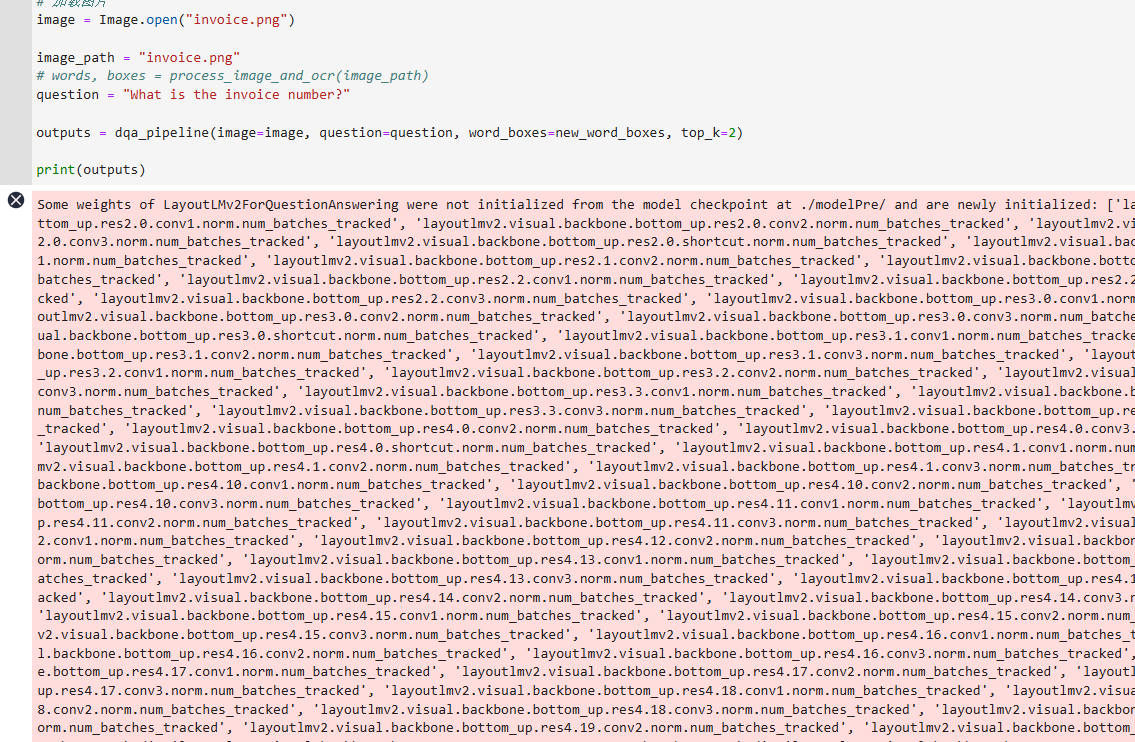 # 加载图片
image = Image.open("invoice.png")
image_path = "invoice.png"
# words, boxes = process_image_and_ocr(image_path)
question = "What is the invoice number?"
outputs = dqa_pipeline(image=image, question=question, word_boxes=new_word_boxes, top_k=2)
print(outputs)
Some weights of LayoutLMv2ForQuestionAnswering were not initialized from the model checkpoint at ./modelPre/ and are newly initialized: ['la
ttom_up.res2.0.conv1.norm.num_batches_tracked', 'layoutlmv2.visual.backbone.bottom_up.res2.0.conv2.norm.num_batches_tracked', 'layoutlmv2.vi
2.0.conv3.norm.num_batches_tracked', 'layoutlmv2.visual.backbone.bottom_up.res2.0.shortcut.norm.num_batches_tracked', 'layoutlmv2.visual.bac
1.norm.num_batches_tracked', 'layoutlmv2.visual.backbone.bottom_up.res2.1.conv2.norm.num_batches_tracked', 'layoutlmv2.visual.backbone.botto
batches_tracked', 'layoutlmv2.visual.backbone.bottom_up.res2.2.conv1.norm.num_batches_tracked', 'layoutlmv2.visual.backbone.bottom_up.res2.2
cked', 'layoutlmv2.visual.backbone.bottom_up.res2.2.conv3.norm.num_batches_tracked', 'layoutlmv2.visual.backbone.bottom_up.res3.0.conv1.norm
outlmv2.visual.backbone.bottom_up.res3.0.conv2.norm.num_batches_tracked', 'layoutlmv2.visual.backbone.bottom_up.res3.0.conv3.norm.num_batche
ual.backbone.bottom_up.res3.0.shortcut.norm.num_batches_tracked', 'layoutlmv2.visual.backbone.bottom_up.res3.1.conv1.norm.num_batches_tracke
bone.bottom_up.res3.1.conv2.norm.num_batches_tracked', 'layoutlmv2.visual.backbone.bottom_up.res3.1.conv3.norm.num_batches_tracked', 'layout
_up.res3.2.conv1.norm.num_batches_tracked', 'layoutlmv2.visual.backbone.bottom_up.res3.2.conv2.norm.num_batches_tracked', 'layoutlmv2.visual
conv3.norm.num_batches_tracked', 'layoutlmv2.visual.backbone.bottom_up.res3.3.conv1.norm.num_batches_tracked', 'layoutlmv2.visual.backbone.b
num_batches_tracked', 'layoutlmv2.visual.backbone.bottom_up.res3.3.conv3.norm.num_batches_tracked', 'layoutlmv2.visual.backbone.bottom_up.re
_tracked', 'layoutlmv2.visual.backbone.bottom_up.res4.0.conv2.norm.num_batches_tracked', 'layoutlmv2.visual.backbone.bottom_up.res4.0.conv3.
'layoutlmv2.visual.backbone.bottom_up.res4.0.shortcut.norm.num_batches_tracked', 'layoutlmv2.visual.backbone.bottom_up.res4.1.conv1.norm.num
mv2.visual.backbone.bottom_up.res4.1.conv2.norm.num_batches_tracked', 'layoutlmv2.visual.backbone.bottom_up.res4.1.conv3.norm.num_batches_tr
backbone.bottom_up.res4.10.conv1.norm.num_batches_tracked', 'layoutlmv2.visual.backbone.bottom_up.res4.10.conv2.norm.num_batches_tracked', '
bottom_up.res4.10.conv3.norm.num_batches_tracked', 'layoutlmv2.visual.backbone.bottom_up.res4.11.conv1.norm.num_batches_tracked', 'layoutlmv
p.res4.11.conv2.norm.num_batches_tracked', 'layoutlmv2.visual.backbone.bottom_up.res4.11.conv3.norm.num_batches_tracked', 'layoutlmv2.visual
2.conv1.norm.num_batches_tracked', 'layoutlmv2.visual.backbone.bottom_up.res4.12.conv2.norm.num_batches_tracked', 'layoutlmv2.visual.backbon
orm.num_batches_tracked', 'layoutlmv2.visual.backbone.bottom_up.res4.13.conv1.norm.num_batches_tracked', 'layoutlmv2.visual.backbone.bottom_
atches_tracked', 'layoutlmv2.visual.backbone.bottom_up.res4.13.conv3.norm.num_batches_tracked', 'layoutlmv2.visual.backbone.bottom_up.res4.1
acked', 'layoutlmv2.visual.backbone.bottom_up.res4.14.conv2.norm.num_batches_tracked', 'layoutlmv2.visual.backbone.bottom_up.res4.14.conv3.n
'layoutlmv2.visual.backbone.bottom_up.res4.15.conv1.norm.num_batches_tracked', 'layoutlmv2.visual.backbone.bottom_up.res4.15.conv2.norm.num_
v2.visual.backbone.bottom_up.res4.15.conv3.norm.num_batches_tracked', 'layoutlmv2.visual.backbone.bottom_up.res4.16.conv1.norm.num_batches_t
l.backbone.bottom_up.res4.16.conv2.norm.num_batches_tracked', 'layoutlmv2.visual.backbone.bottom_up.res4.16.conv3.norm.num_batches_tracked',
e.bottom_up.res4.17.conv1.norm.num_batches_tracked', 'layoutlmv2.visual.backbone.bottom_up.res4.17.conv2.norm.num_batches_tracked', 'layoutl
up.res4.17.conv3.norm.num_batches_tracked', 'layoutlmv2.visual.backbone.bottom_up.res4.18.conv1.norm.num_batches_tracked', 'layoutlmv2.visua
8.conv2.norm.num_batches_tracked', 'layoutlmv2.visual.backbone.bottom_up.res4.18.conv3.norm.num_batches_tracked', 'layoutlmv2.visual.backbon
orm.num_batches_tracked', 'layoutlmv2.visual.backbone.bottom_up.res4.19.conv2.norm.num_batches_tracked', 'layoutlmv2.visual.backbone.bottom_